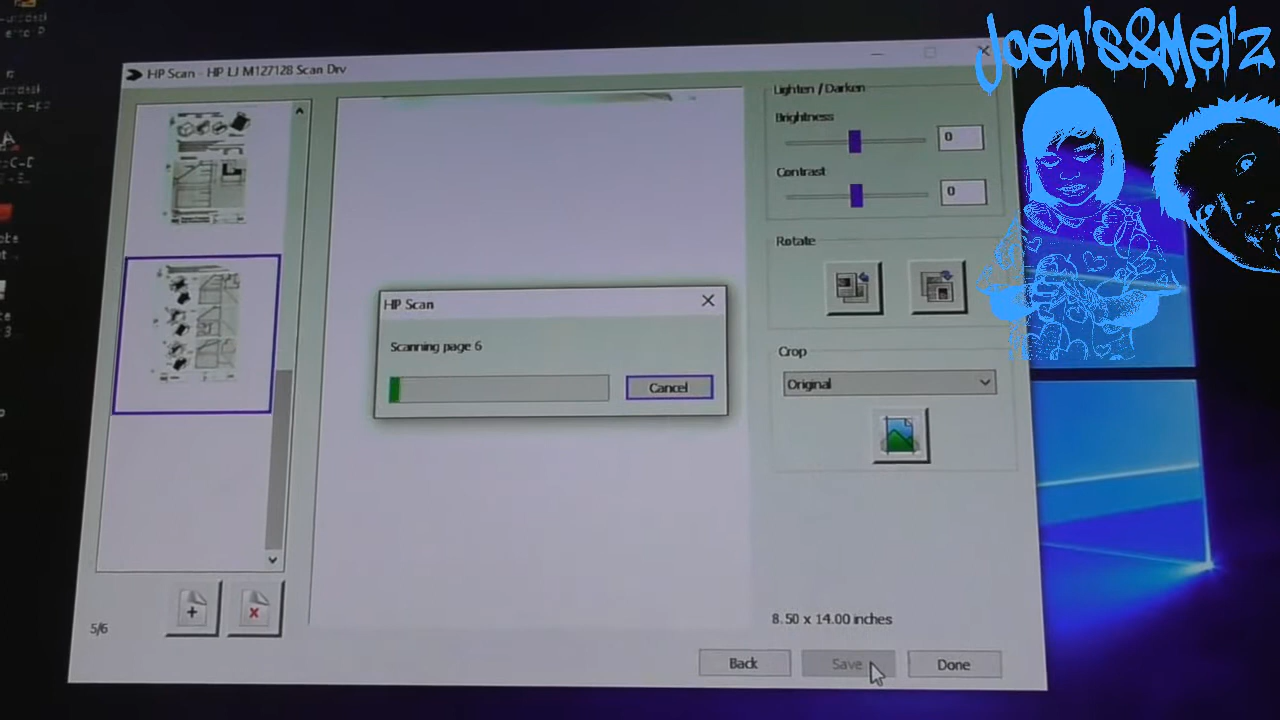 Joen's&Mel'z
HP Scan - HP LJ M127128 Scan Drv
Lighten / Darken
Brightness
0
Contrast
0
Rotate
HP Scan
Scanning page 6
Cancel
Crop
Original
8.50 x 14.00 inches
5/6
Back
Save
Done